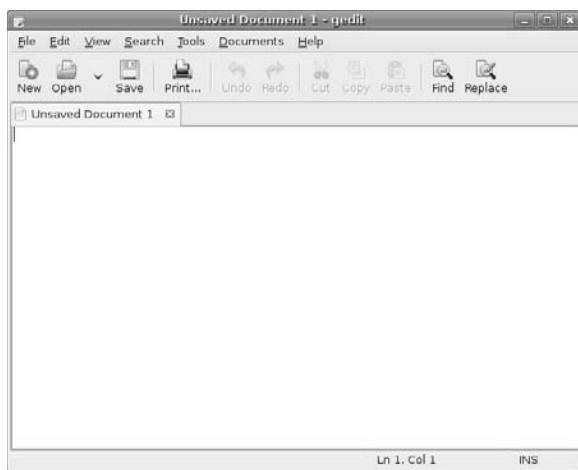 Unsaved Document 1 - gedit
File Edit View Search Tools Documents Help
New Open Save Print... Undo Redo Cut Copy Paste Find Replace
Unsaved Document 1
Ln 1, Col 1 INS